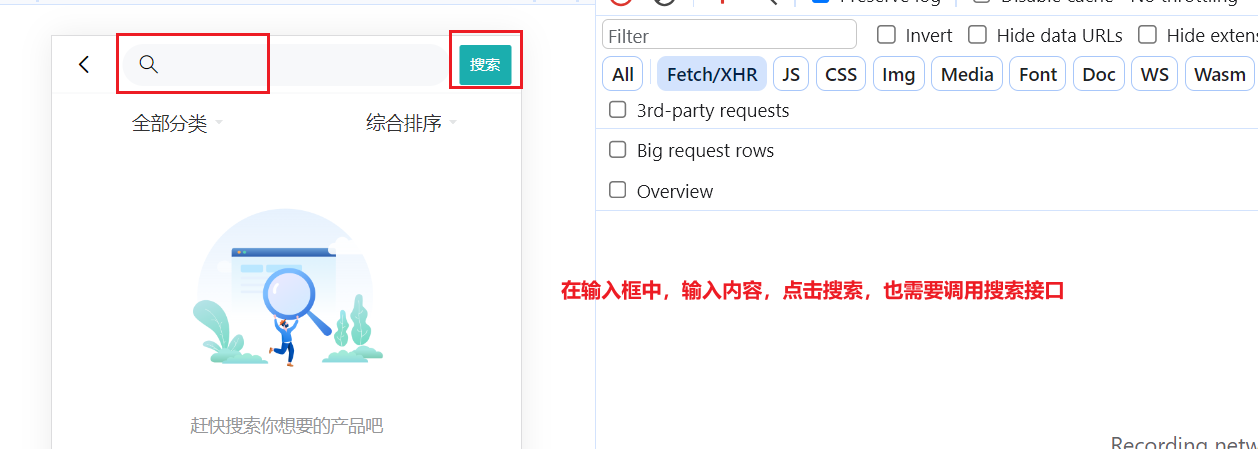 Preserve log
Disable cache
No throttling
Filter
Invert
Hide data URLs
Hide exten
All
Fetch/XHR
JS
CSS
Img
Media
Font
Doc
WS
Wasm
3rd-party requests
Big request rows
Overview
搜索
全部分类
综合排序
在输入框中，输入内容，点击搜索，也需要调用搜索接口
赶快搜索你想要的产品吧
Recording netw